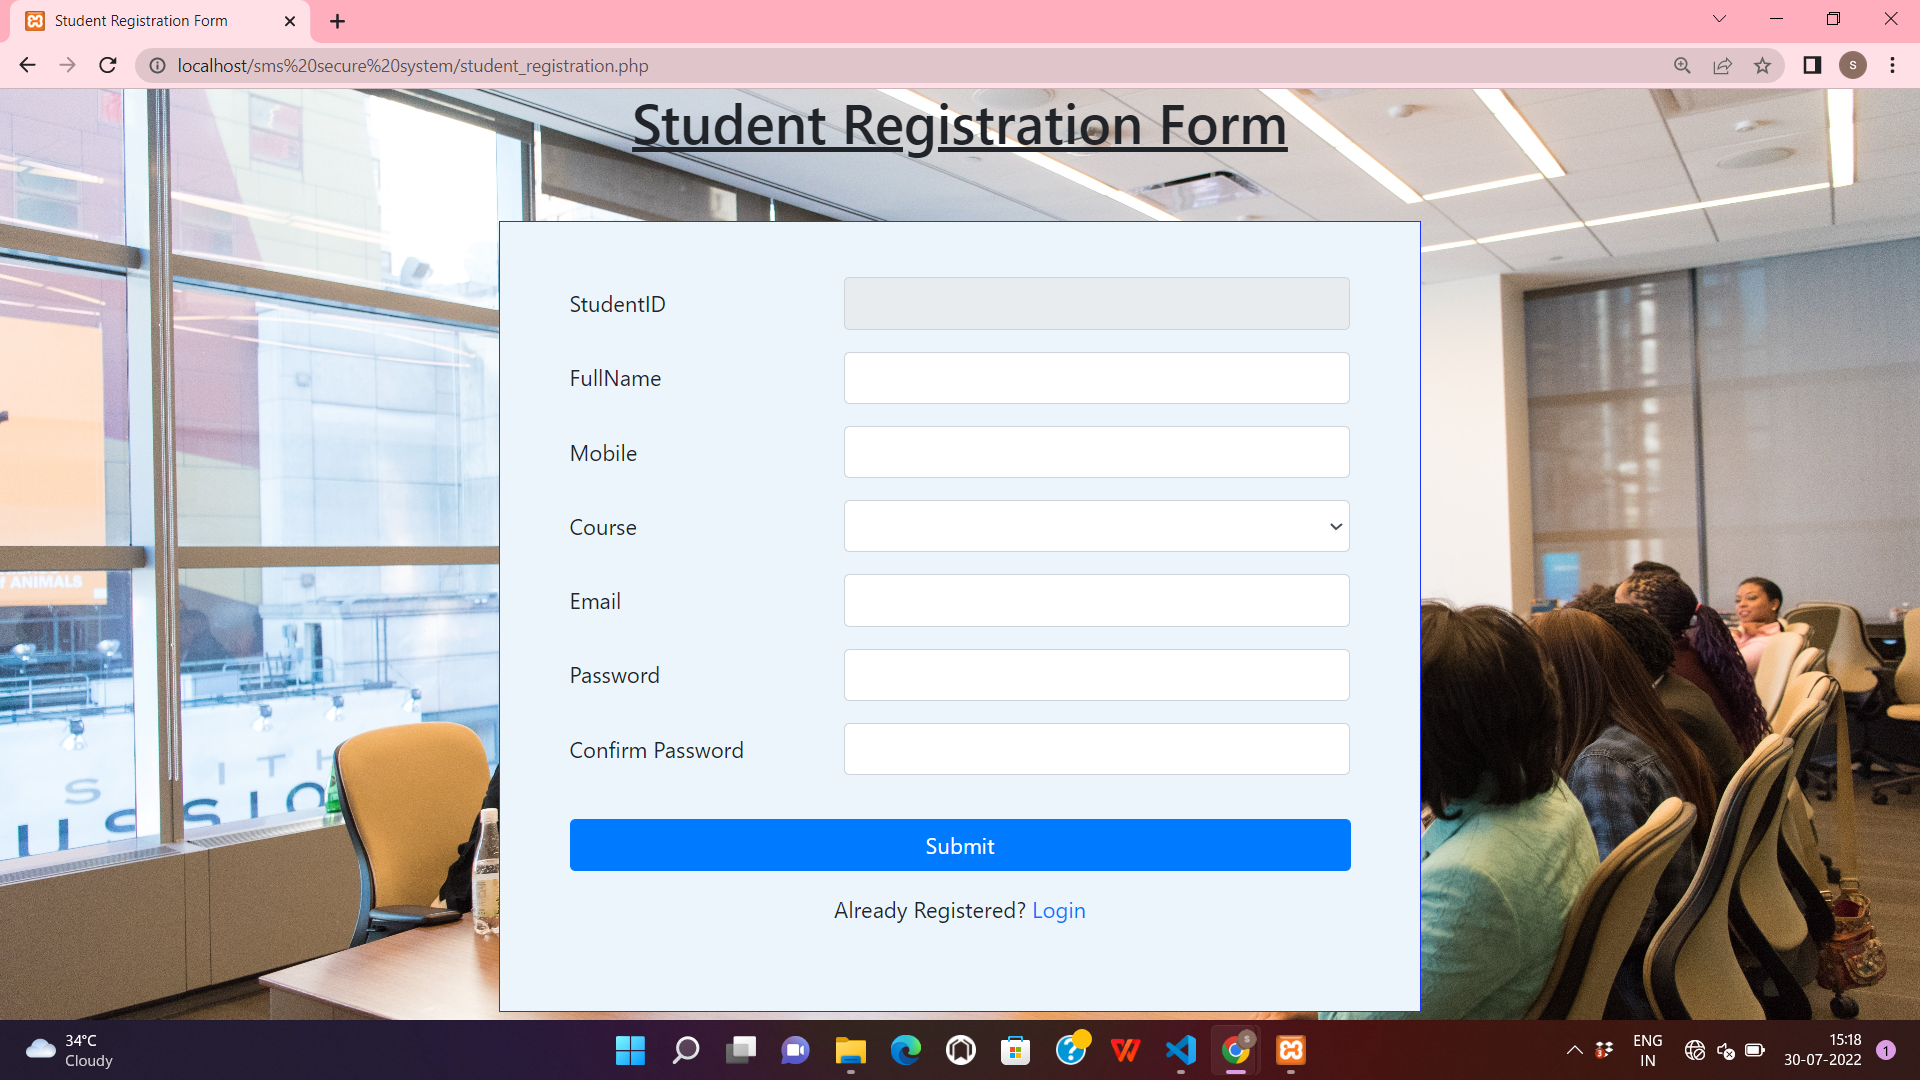 Student Registration Form
localhost/sms%20secure%20system/student_registration.php
S
Student Registration Form
StudentID
FullName
Mobile
Course
Email
Password
Confirm Password
Submit
Already Registered? Login
ANIMALS
34°C
Cloudy
ENG
IN
15:18
30-07-2022
1